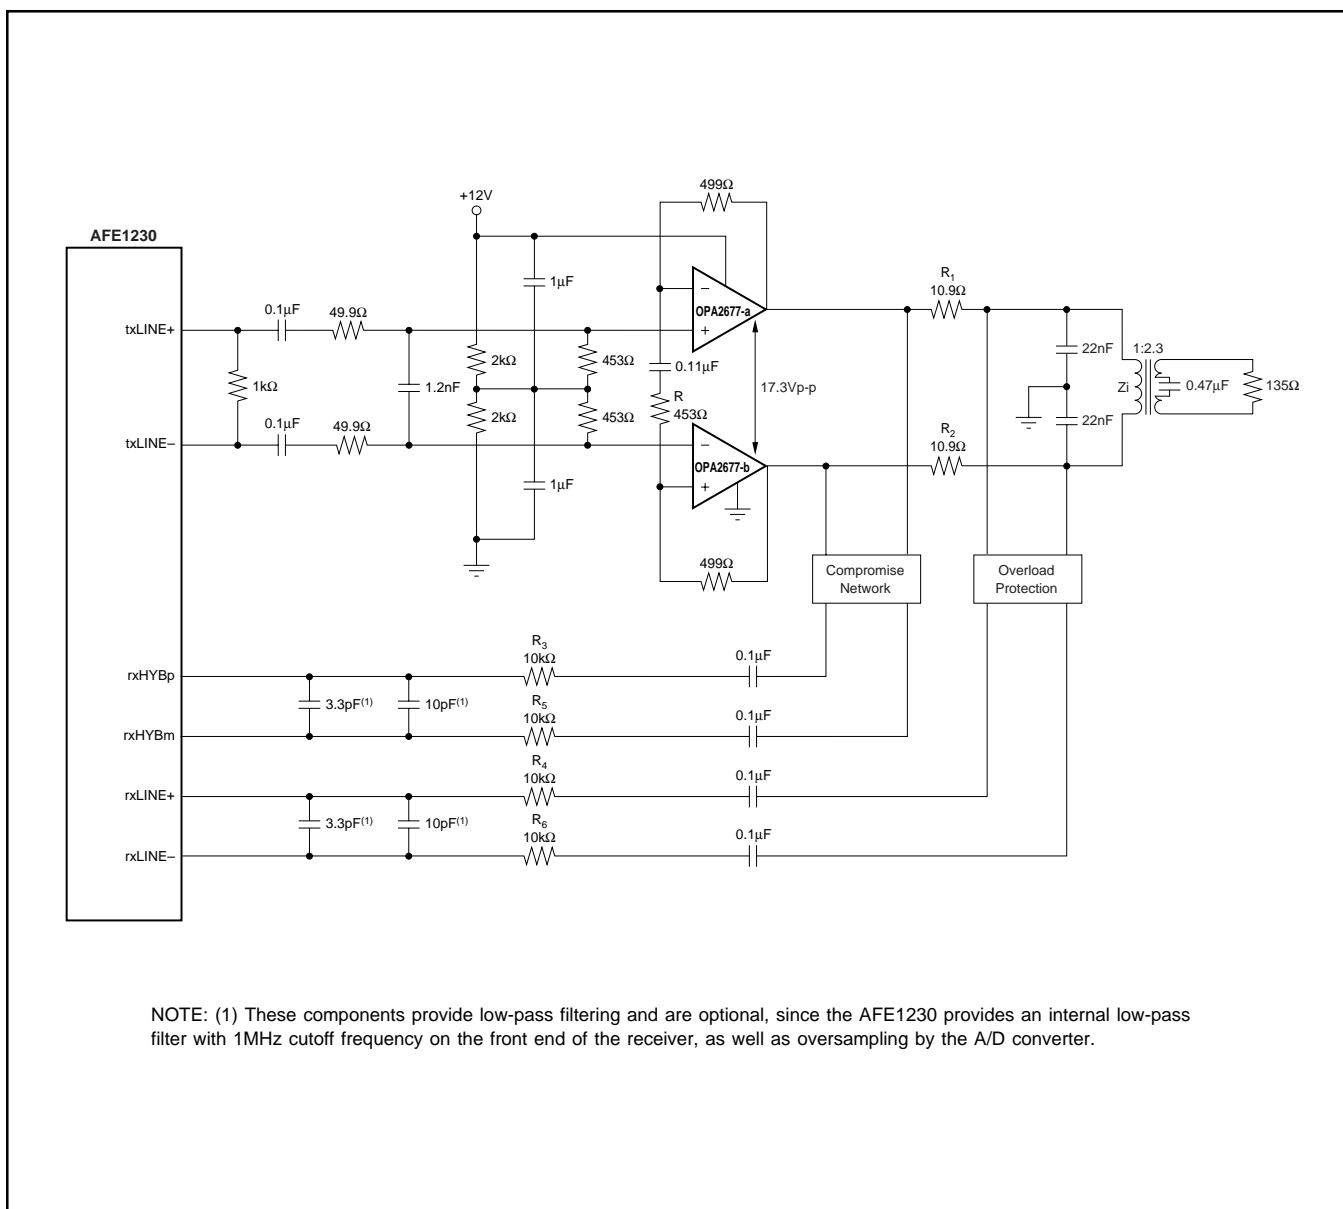 499Ω
+12V
AFE1230
R1
10.9Ω
1µF
−
OPA2677-a
+
0.1µF
49.9Ω
txLINE+
22nF
1:2.3
2kΩ
453Ω
0.11µF
1kΩ
1.2nF
17.3Vp-p
Zi
0.47µF
135Ω
R
453Ω
2kΩ
453Ω
0.1µF
49.9Ω
22nF
R2
10.9Ω
txLINE–
−
OPA2677-b
+
1µF
499Ω
Compromise
Network
Overload
Protection
R3
10kΩ
0.1µF
rxHYBp
3.3pF(1)
10pF(1)
R5
10kΩ
0.1µF
rxHYBm
R4
10kΩ
0.1µF
rxLINE+
3.3pF(1)
10pF(1)
R6
10kΩ
0.1µF
rxLINE–
NOTE: (1) These components provide low-pass filtering and are optional, since the AFE1230 provides an internal low-pass
filter with 1MHz cutoff frequency on the front end of the receiver, as well as oversampling by the A/D converter.